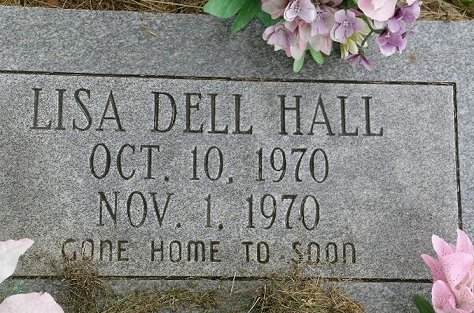 LISA DELL HALL
OCT. 10, 1970
NOV. 1, 1970
GONE HOME TO SOON